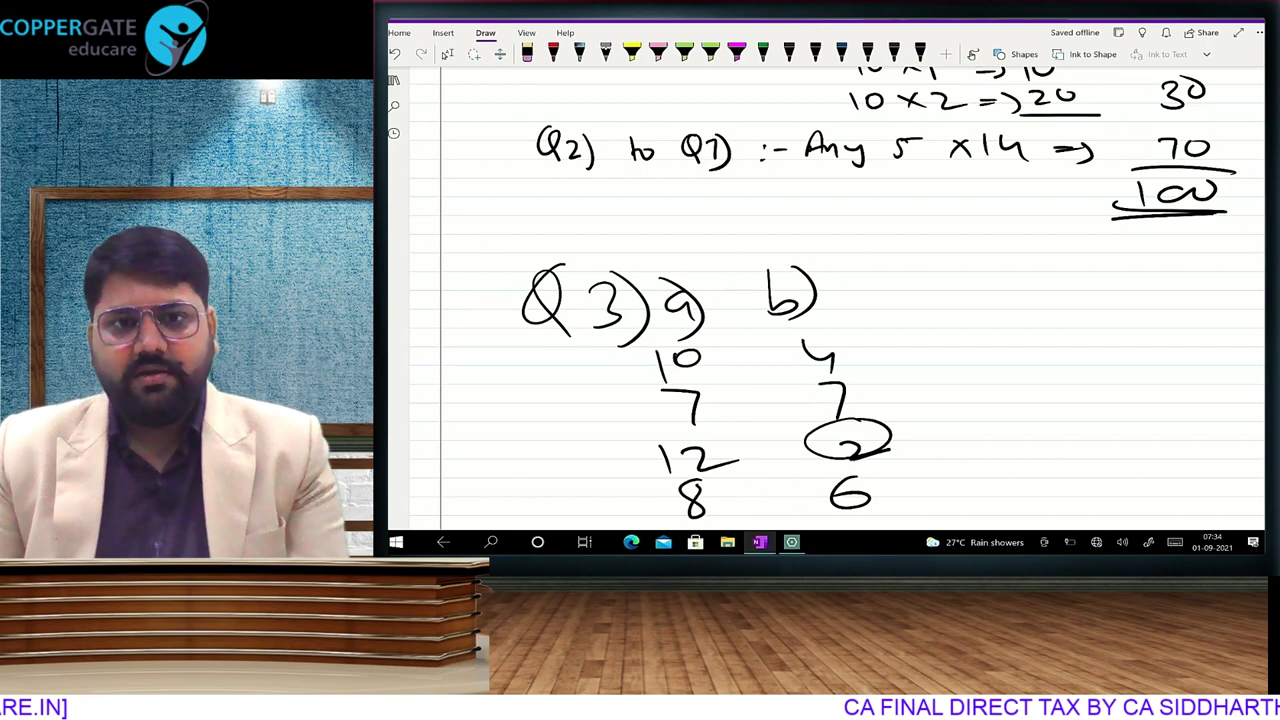 COPPERGATE
educare
Home Insert Draw View Help
Saved offline
Share
Shapes
Ink to Shape
Ink to Text
10 x 2 => 20 30
Q2) to Q7) :- Any 5 x 14 => 70
100
Q 3) a) b)
10 4
7 7
12 2
8 6
27°C Rain showers
07:34
01-09-2021
ARE.IN]
CA FINAL DIRECT TAX BY CA SIDDHARTH